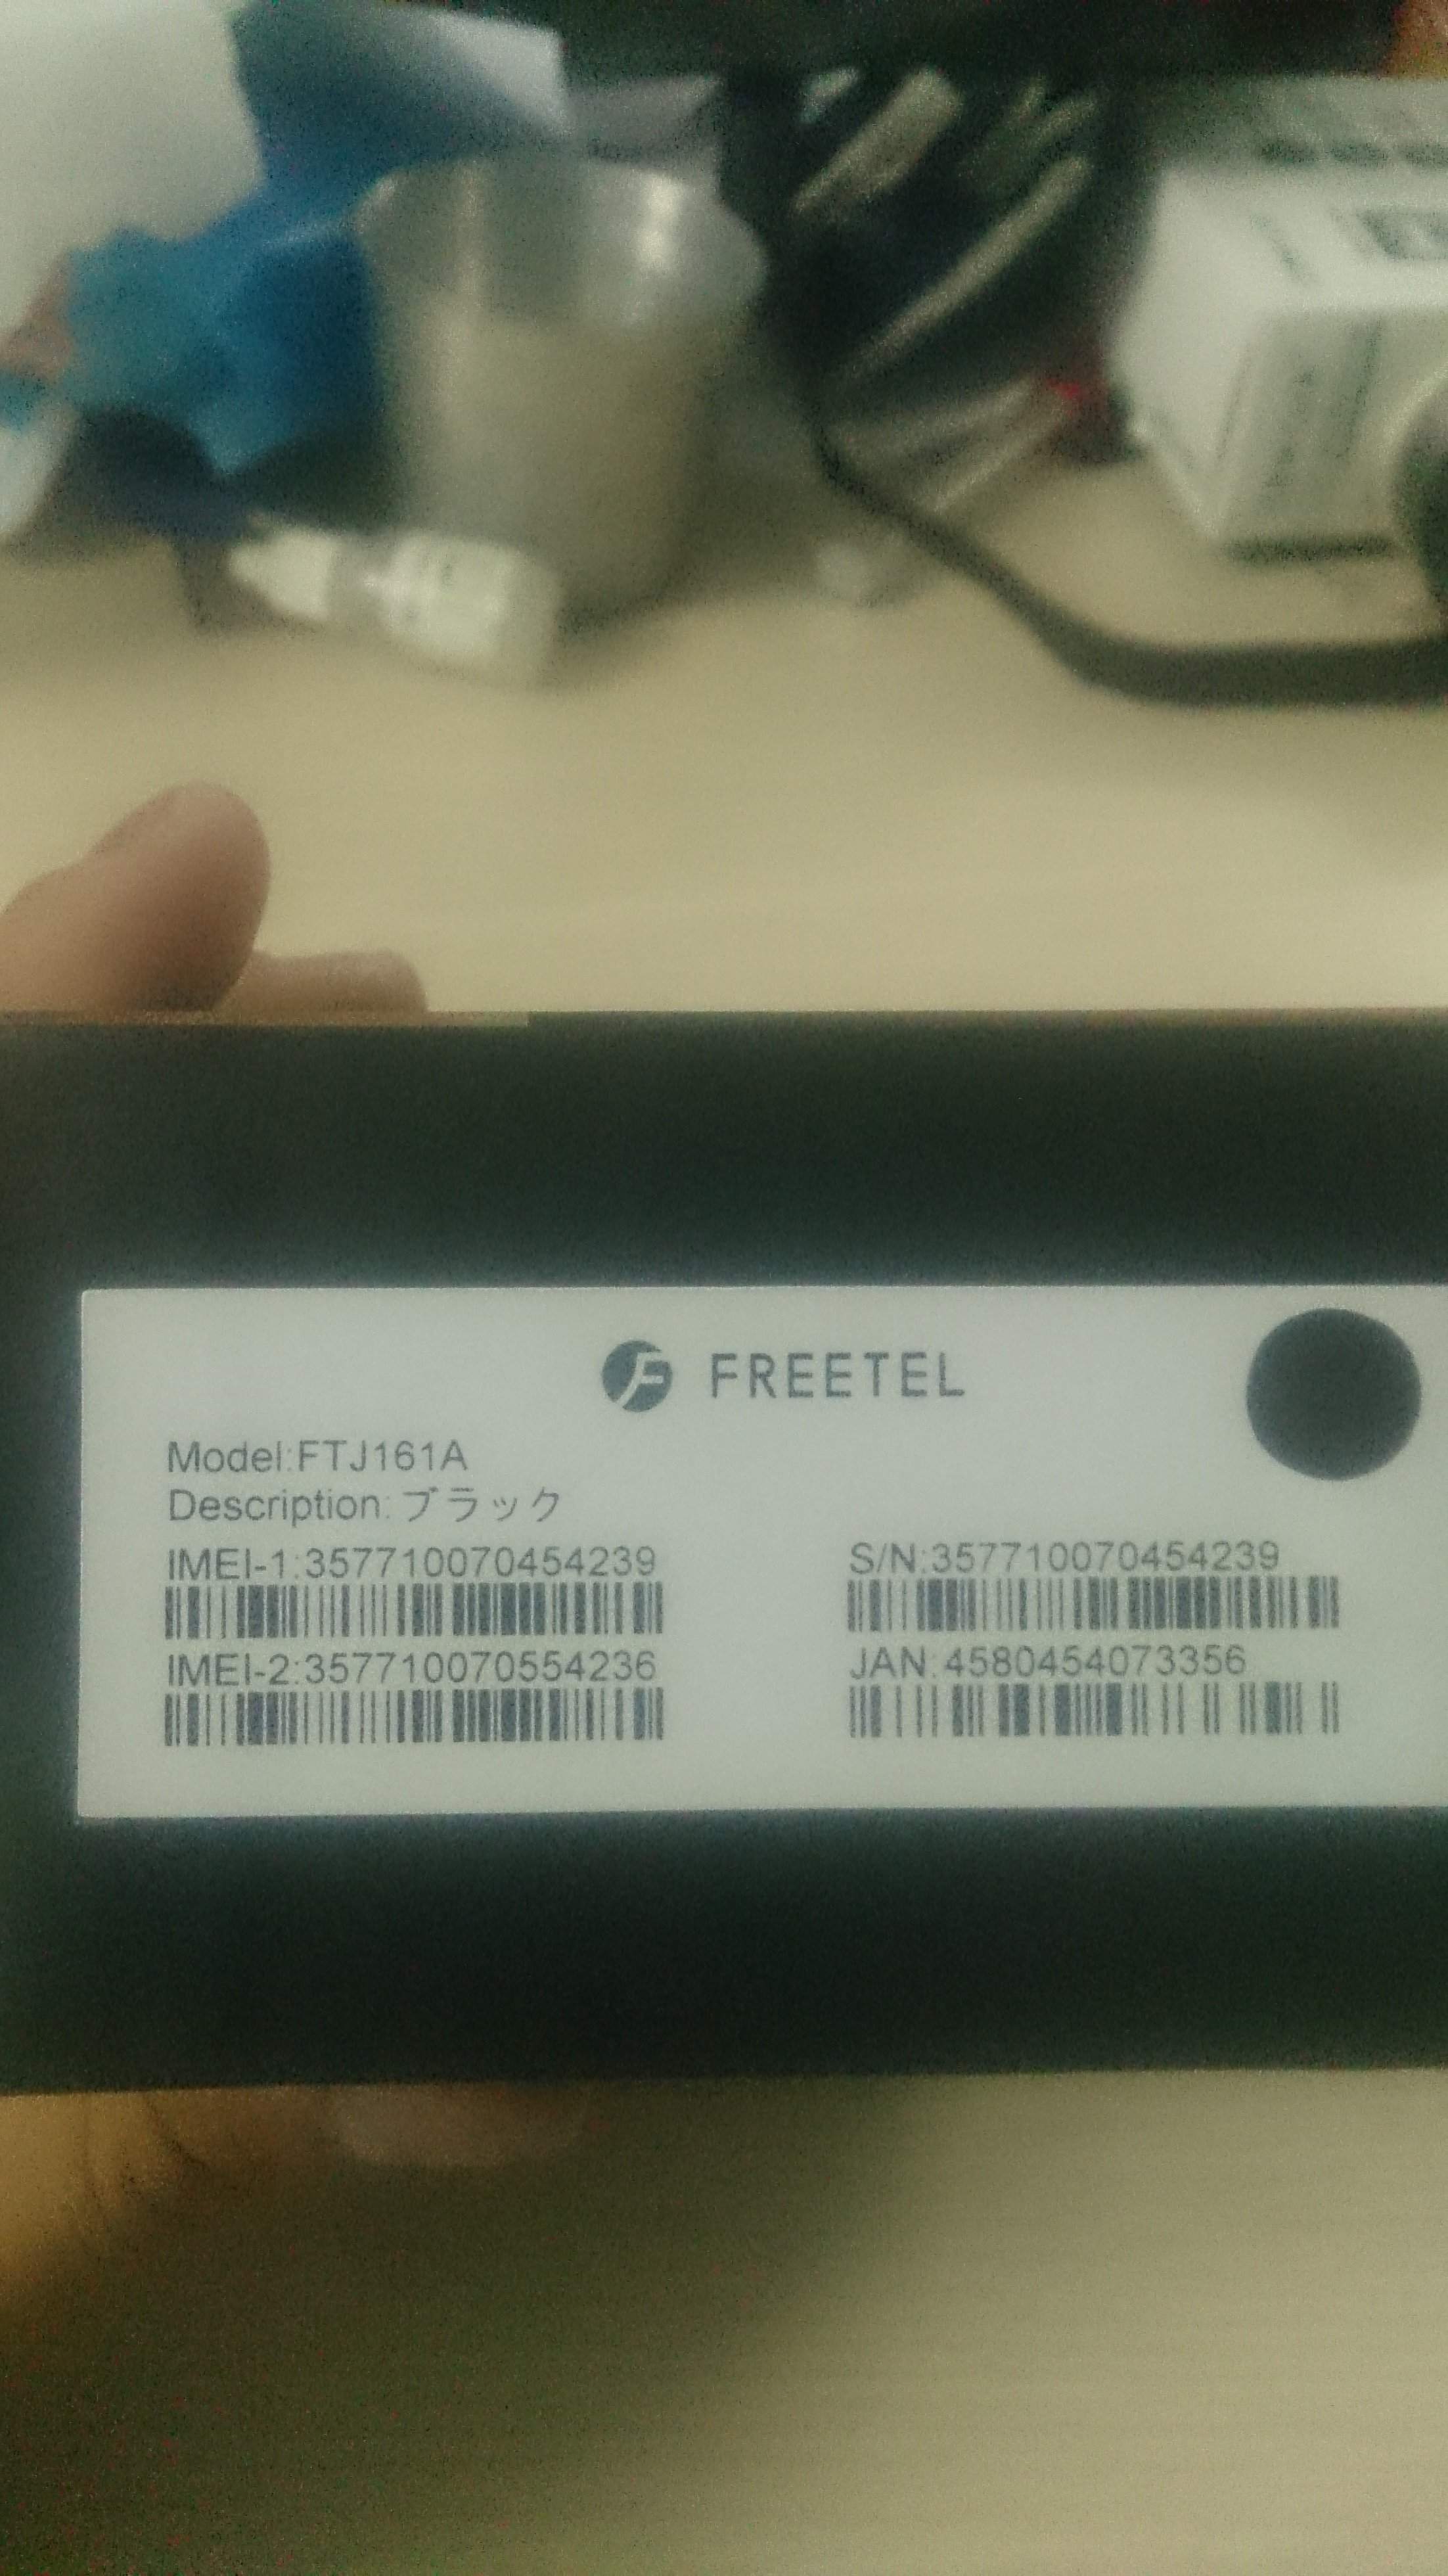 FREETEL
Model:FTJ161A
Description:ブラック
IMEI-1:357710070454239
S/N:357710070454239
IMEI-2:357710070554236
JAN:4580454073356